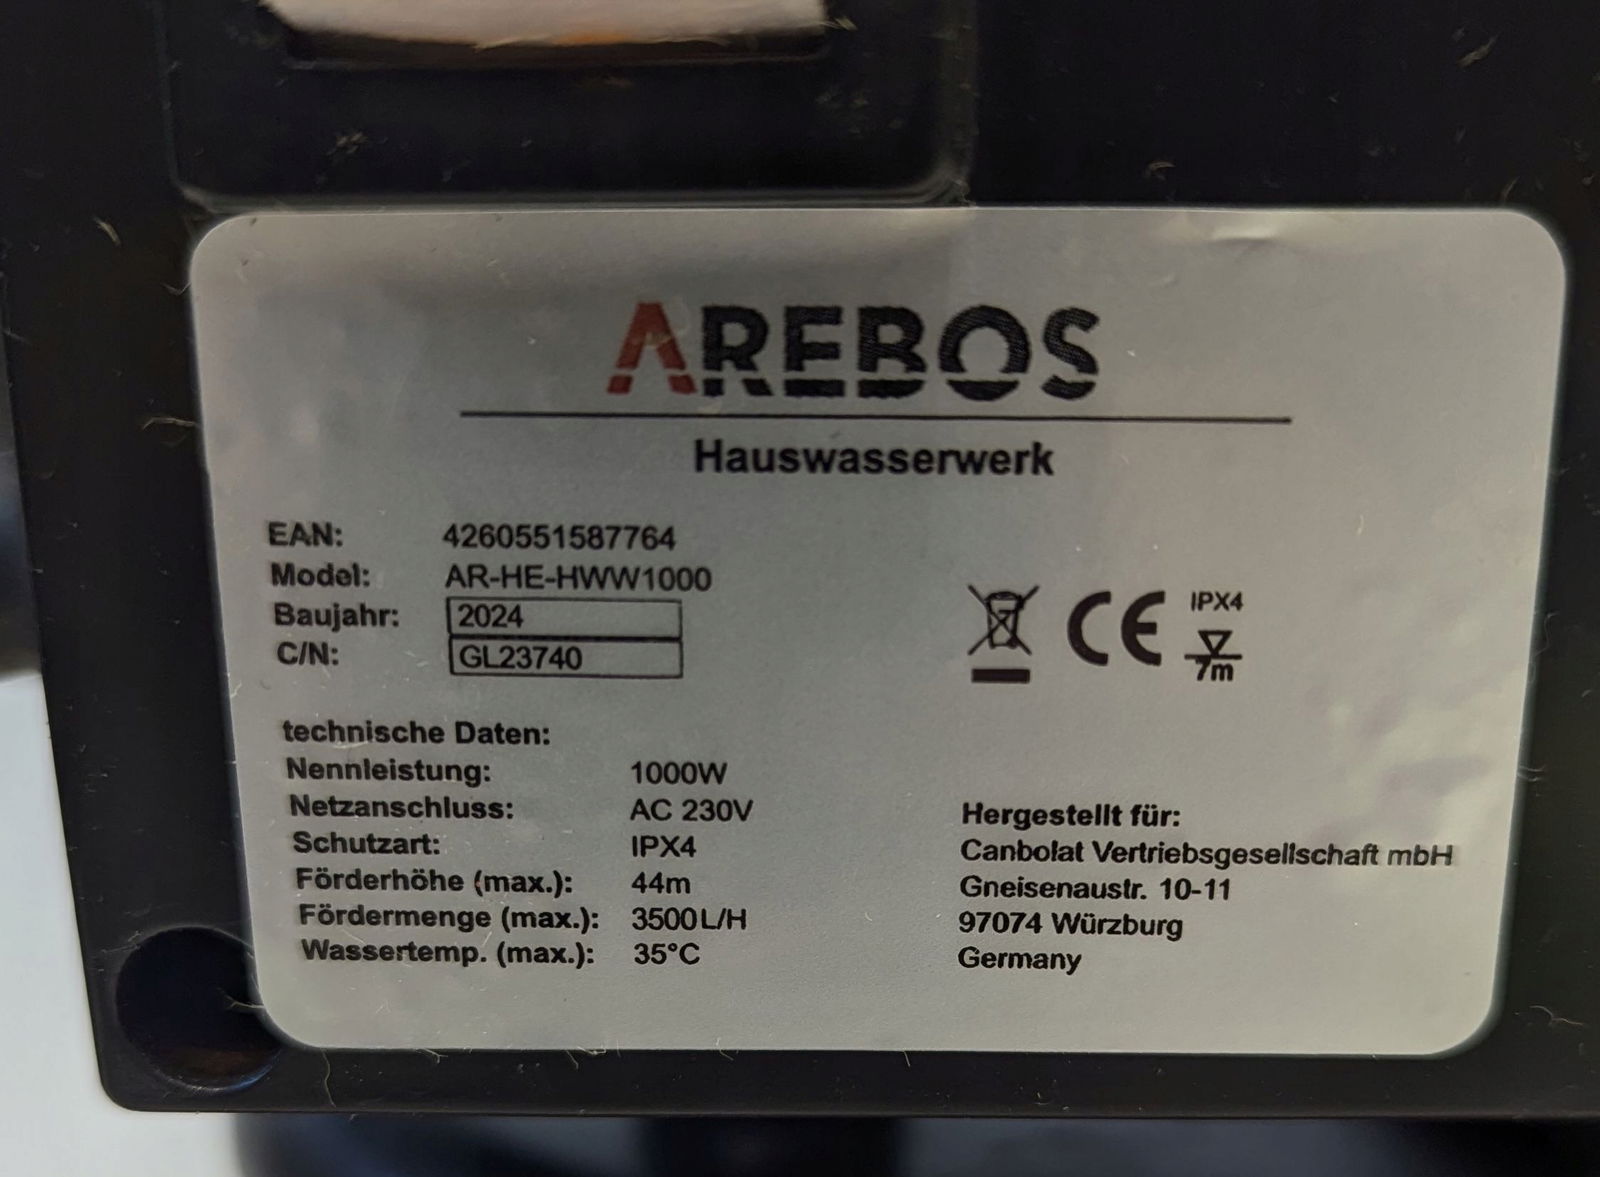 AREBOS
Hauswasserwerk
EAN: 4260551587764
Model: AR-HE-HWW1000
Baujahr: 2024
C/N: GL23740
CE
IPX4
7m
technische Daten:
Nennleistung: 1000W
Netzanschluss: AC 230V
Schutzart: IPX4
Förderhöhe (max.): 44m
Fördermenge (max.): 3500L/H
Wassertemp. (max.): 35°C
Hergestellt für:
Canbolat Vertriebsgesellschaft mbH
Gneisenaustr. 10-11
97074 Würzburg
Germany